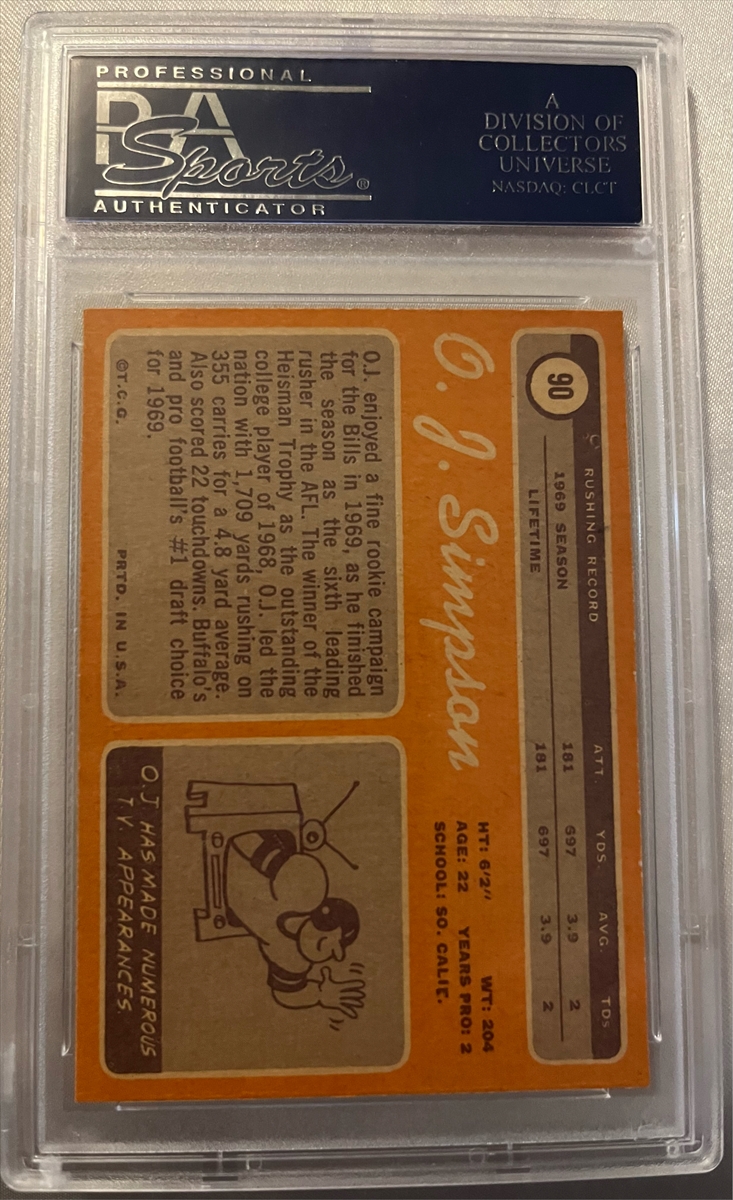 PROFESSIONAL
PSA
Sports®
AUTHENTICATOR
A
DIVISION OF
COLLECTORS
UNIVERSE
NASDAQ: CLCT
90
RUSHING RECORD ATT. YDS. AVG. TDs
1969 SEASON 181 697 3.9 2
LIFETIME 181 697 3.9 2
O. J. Simpson
HT: 6'2" WT: 204
AGE: 22 YEARS PRO: 2
SCHOOL: SO. CALIF.
O.J. enjoyed a fine rookie campaign
for the Bills in 1969, as he finished
the season as the sixth leading
rusher in the AFL. The winner of the
Heisman Trophy as the outstanding
college player of 1968, O.J. led the
nation with 1,709 yards rushing on
355 carries for a 4.8 yard average.
Also scored 22 touchdowns. Buffalo's
and pro football's #1 draft choice
for 1969.
©T.C.G. PRTD. IN U.S.A.
O.J HAS MADE NUMEROUS
T.V. APPEARANCES.